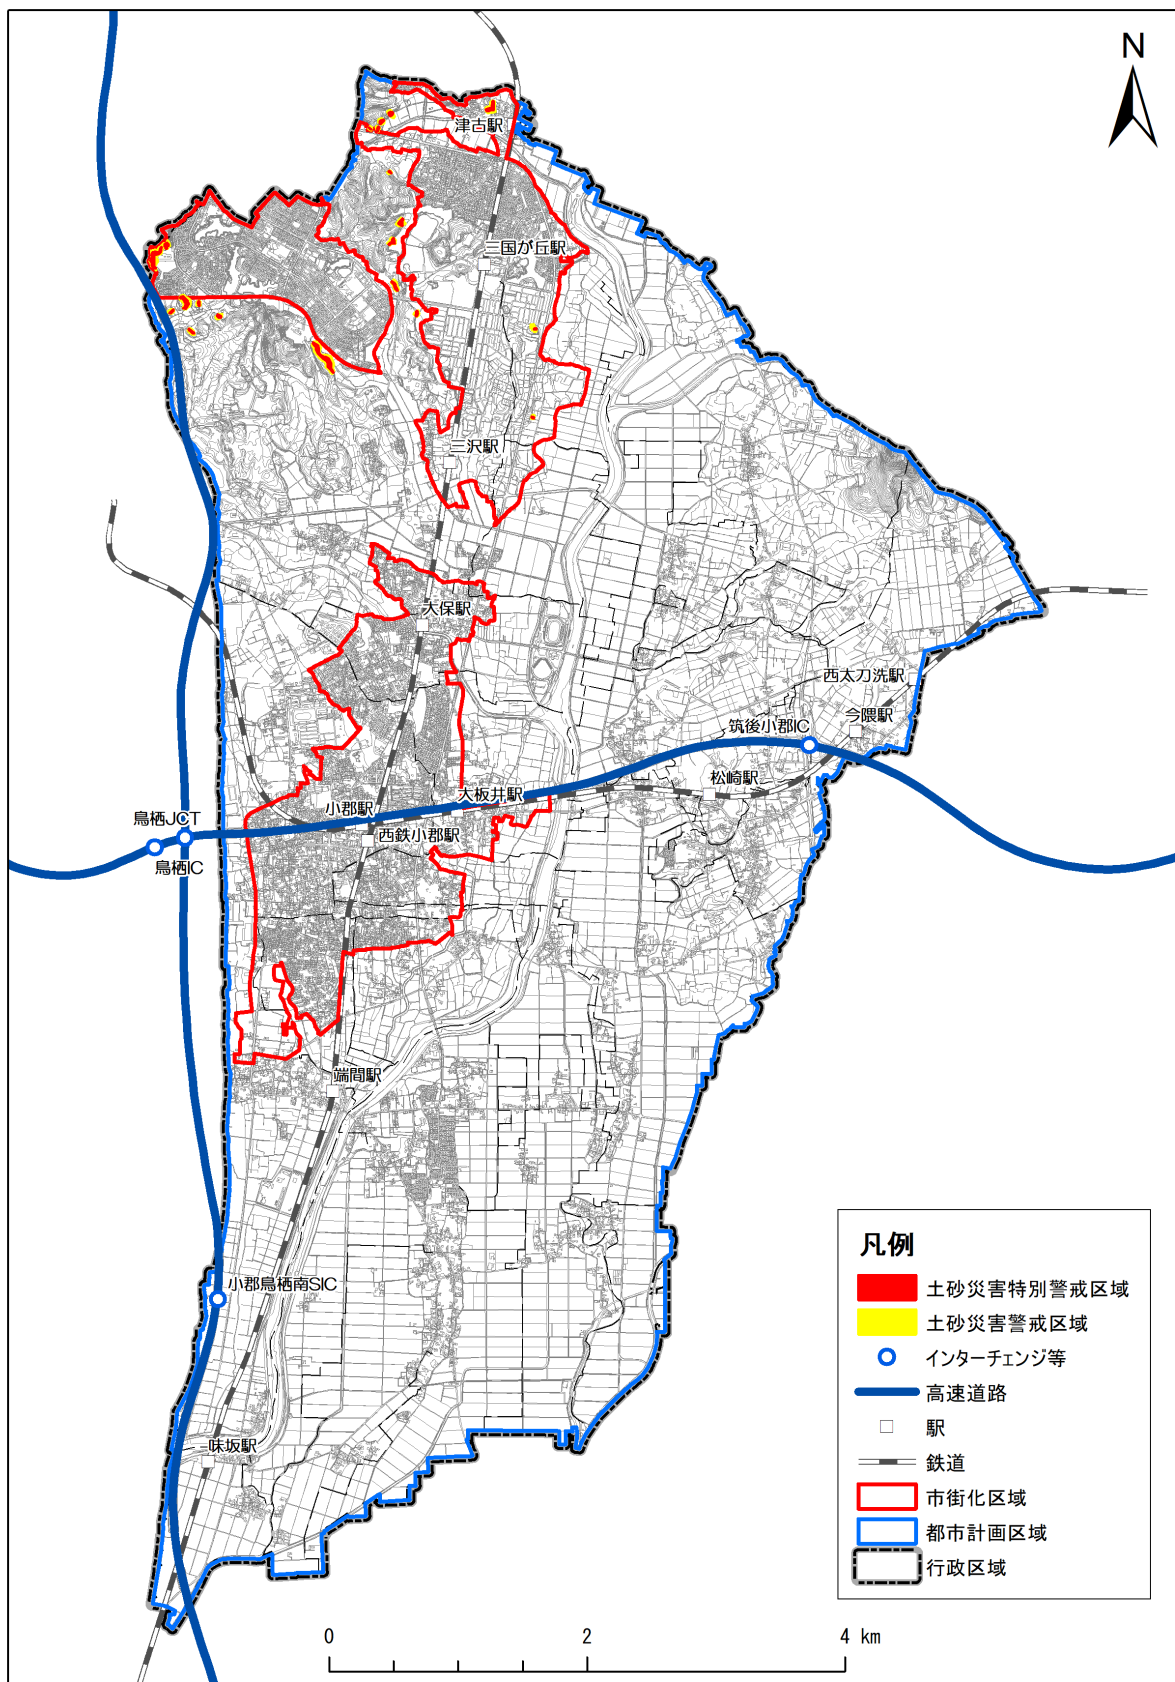 N
津古駅
三国が丘駅
三沢駅
大保駅
西太刀洗駅
今隈駅
筑後小郡IC
松崎駅
大板井駅
小郡駅
西鉄小郡駅
鳥栖JCT
鳥栖IC
端間駅
小郡鳥栖南SIC
味坂駅
凡例
土砂災害特別警戒区域
土砂災害警戒区域
インターチェンジ等
高速道路
駅
鉄道
市街化区域
都市計画区域
行政区域
0 2 4 km